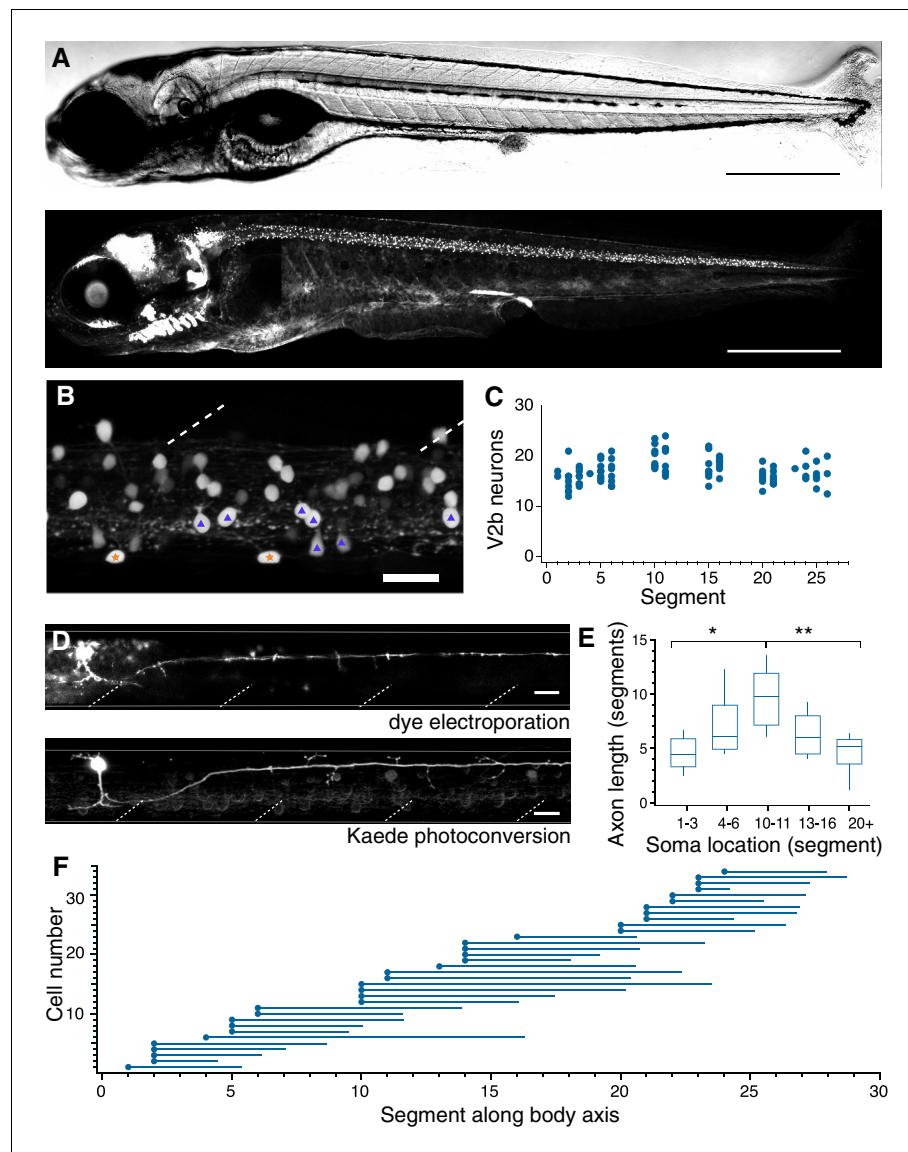 A
B
C
30
20
10
0
V2b neurons
0
5
10
15
20
25
Segment
D
dye electroporation
Kaede photoconversion
E
*
**
15
10
5
0
Axon length (segments)
1-3
4-6
10-11
13-16
20+
Soma location (segment)
F
30
20
10
Cell number
0
5
10
15
20
25
30
Segment along body axis